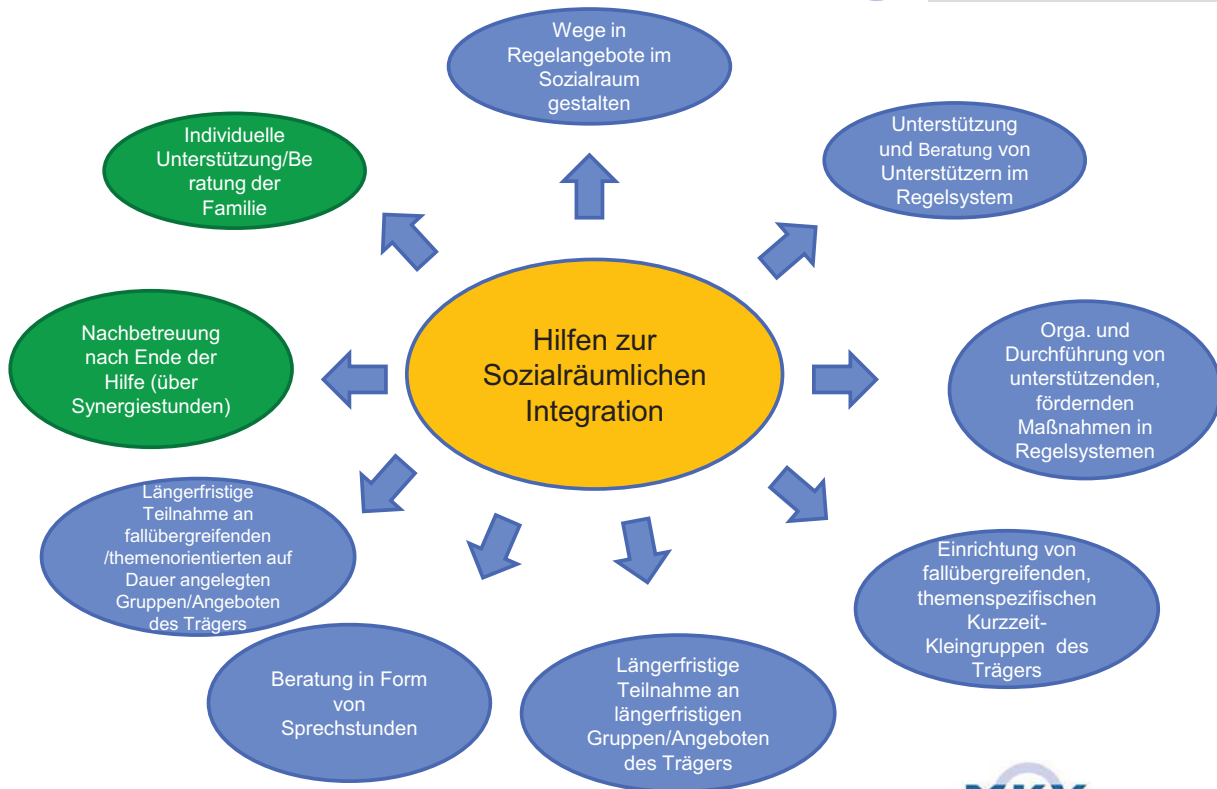 Wege in
Regelangebote im
Sozialraum
gestalten
Unterstützung
und Beratung von
Unterstützern im
Regelsystem
Individuelle
Unterstützung/Be
ratung der
Familie
Hilfen zur
Sozialräumlichen
Integration
Orga. und
Durchführung von
unterstützenden,
fördernden
Maßnahmen in
Regelsystemen
Nachbetreuung
nach Ende der
Hilfe (über
Synergiestunden)
Längerfristige
Teilnahme an
fallübergreifenden
/themenorientierten auf
Dauer angelegten
Gruppen/Angeboten
des Trägers
Einrichtung von
fallübergreifenden,
themenspezifischen
Kurzzeit-
Kleingruppen des
Trägers
Beratung in Form
von
Sprechstunden
Längerfristige
Teilnahme an
längerfristigen
Gruppen/Angeboten
des Trägers